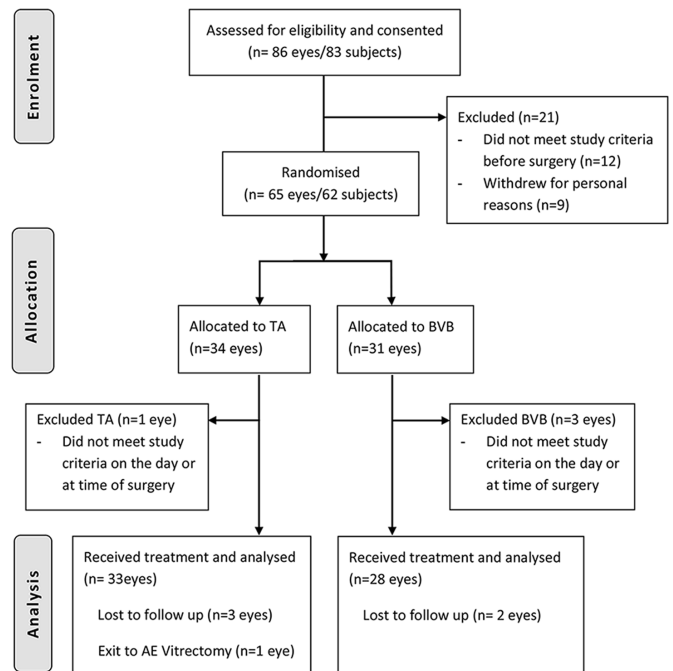 Enrolment
Assessed for eligibility and consented
(n= 86 eyes/83 subjects)
Excluded (n=21)
- Did not meet study criteria
before surgery (n=12)
- Withdrew for personal
reasons (n=9)
Randomised
(n= 65 eyes/62 subjects)
Allocation
Allocated to TA
(n=34 eyes)
Allocated to BVB
(n=31 eyes)
Excluded TA (n=1 eye)
- Did not meet study
criteria on the day or
at time of surgery
Excluded BVB (n=3 eyes)
- Did not meet study
criteria on the day or
at time of surgery
Analysis
Received treatment and analysed
(n= 33eyes)
Lost to follow up (n=3 eyes)
Exit to AE Vitrectomy (n=1 eye)
Received treatment and analysed
(n=28 eyes)
Lost to follow up (n= 2 eyes)